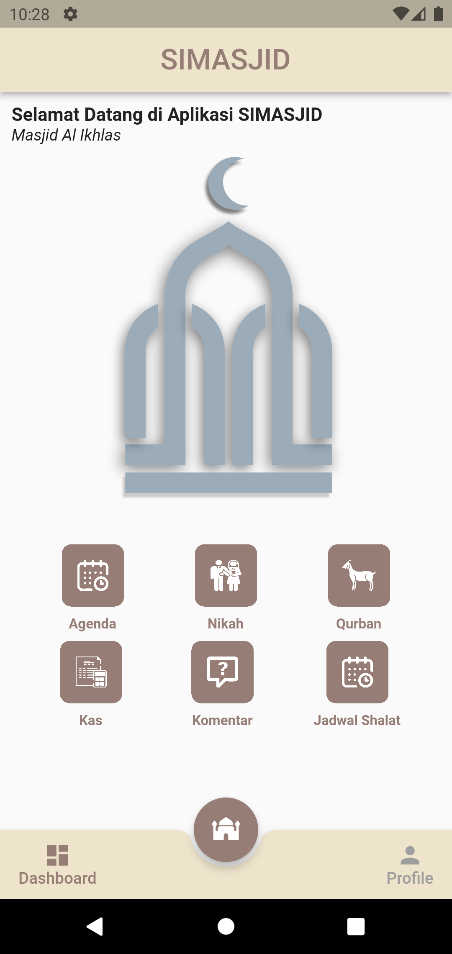 10:28
SIMASJID
Selamat Datang di Aplikasi SIMASJID
Masjid Al Ikhlas
Agenda
Nikah
Qurban
?
Kas
Komentar
Jadwal Shalat
Dashboard
Profile